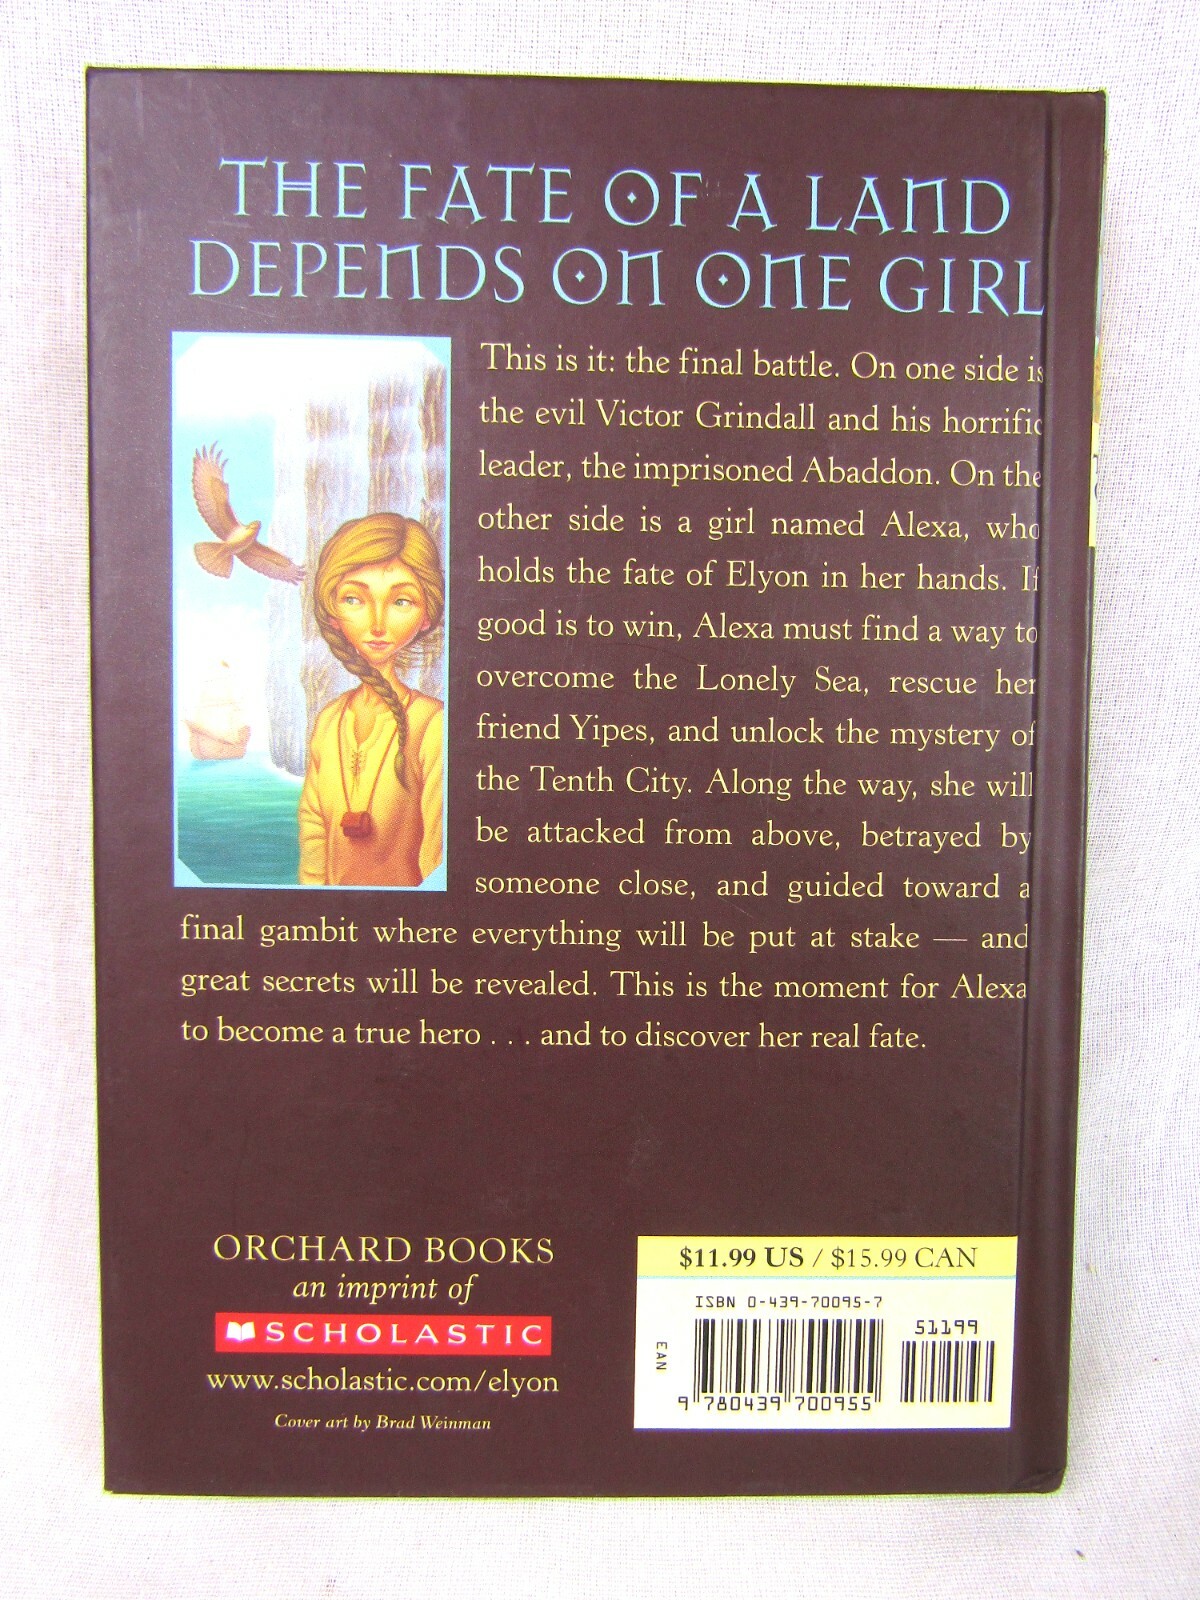 THE FATE OF A LAND
DEPENDS ON ONE GIRL
This is it: the final battle. On one side is
the evil Victor Grindall and his horrific
leader, the imprisoned Abaddon. On the
other side is a girl named Alexa, who
holds the fate of Elyon in her hands. If
good is to win, Alexa must find a way to
overcome the Lonely Sea, rescue her
friend Yipes, and unlock the mystery of
the Tenth City. Along the way, she will
be attacked from above, betrayed by
someone close, and guided toward a
final gambit where everything will be put at stake — and
great secrets will be revealed. This is the moment for Alexa
to become a true hero . . . and to discover her real fate.
ORCHARD BOOKS
an imprint of
SCHOLASTIC
www.scholastic.com/elyon
Cover art by Brad Weinman
$11.99 US / $15.99 CAN
ISBN 0-439-70095-7
51199
EAN
9 780439 700955